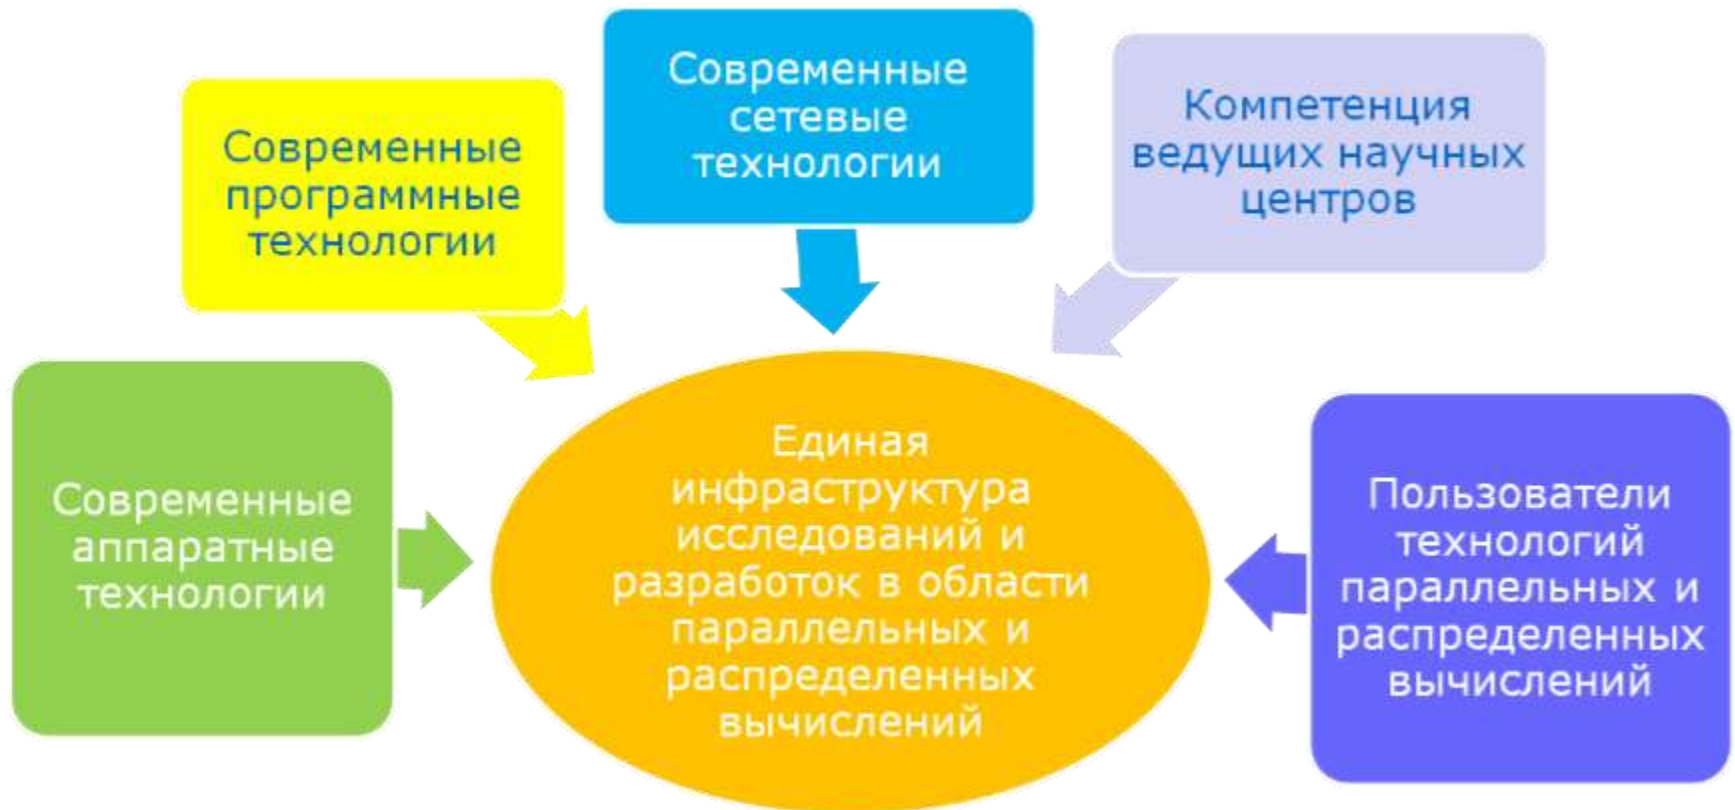 Современные
сетевые
технологии
Компетенция
ведущих научных
центров
Современные
программные
технологии
Современные
аппаратные
технологии
Единая
инфраструктура
исследований и
разработок в области
параллельных и
распределенных
вычислений
Пользователи
технологий
параллельных и
распределенных
вычислений